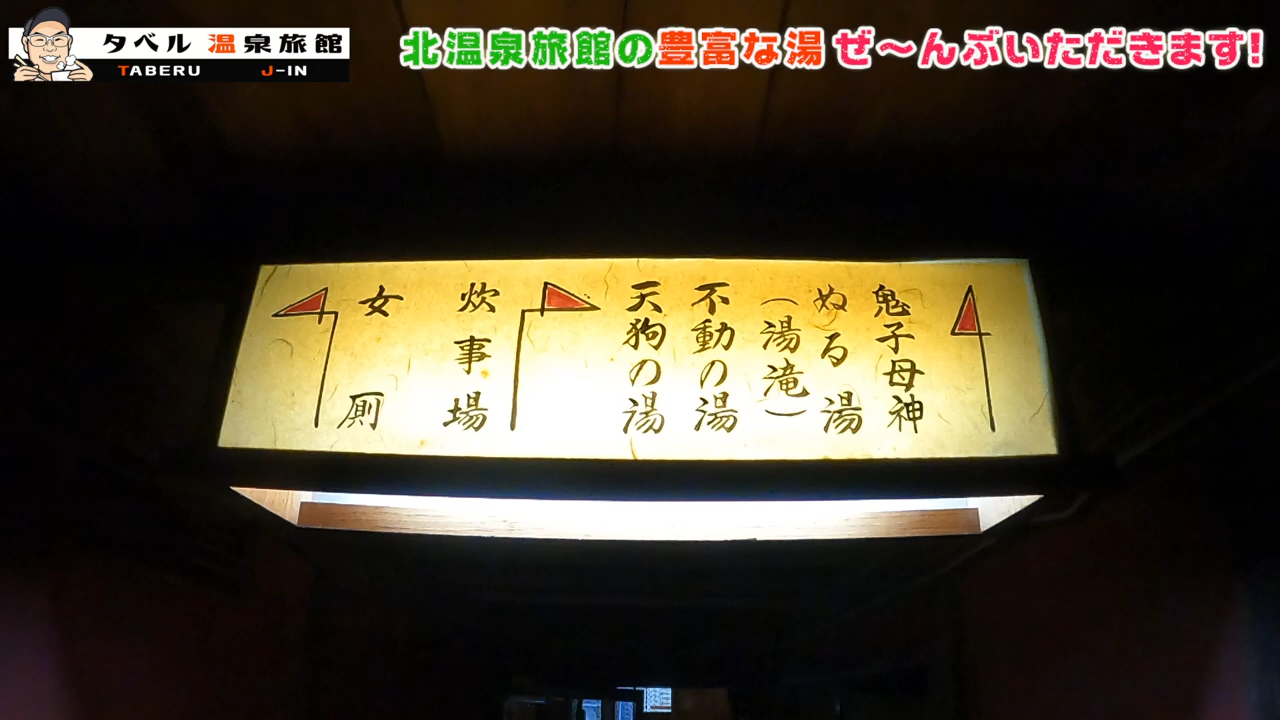 タベル 温泉旅館
TABERU J-IN
北温泉旅館の豊富な湯 ぜ〜んぶいただきます!
鬼子母神
ぬる湯
(湯滝)
不動の湯
天狗の湯
炊事場
女厠